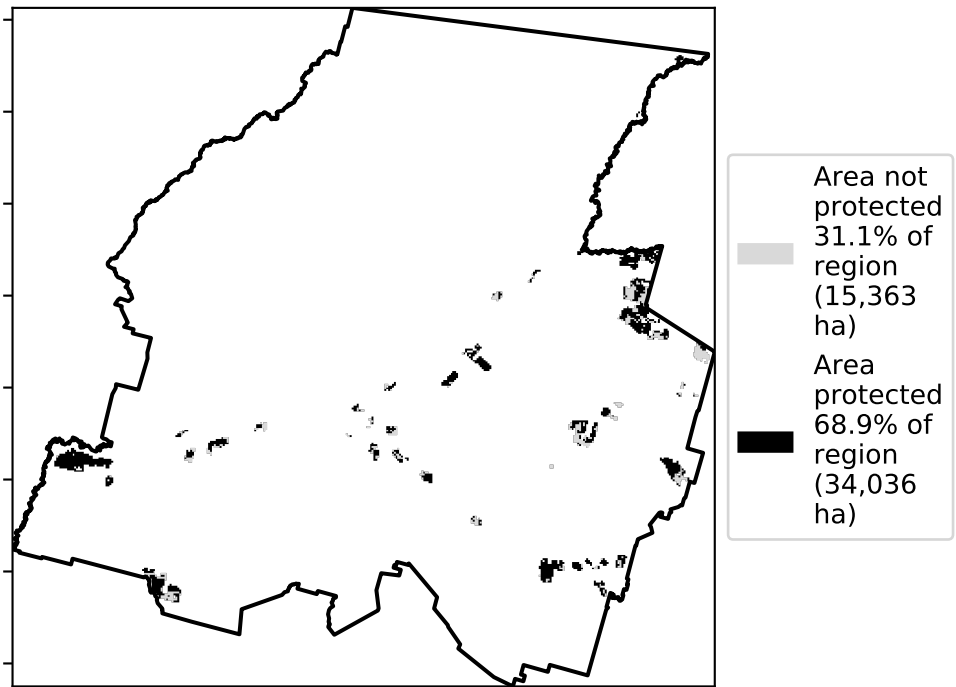 Area not
protected
31.1% of
region
(15,363
ha)
Area
protected
68.9% of
region
(34,036
ha)